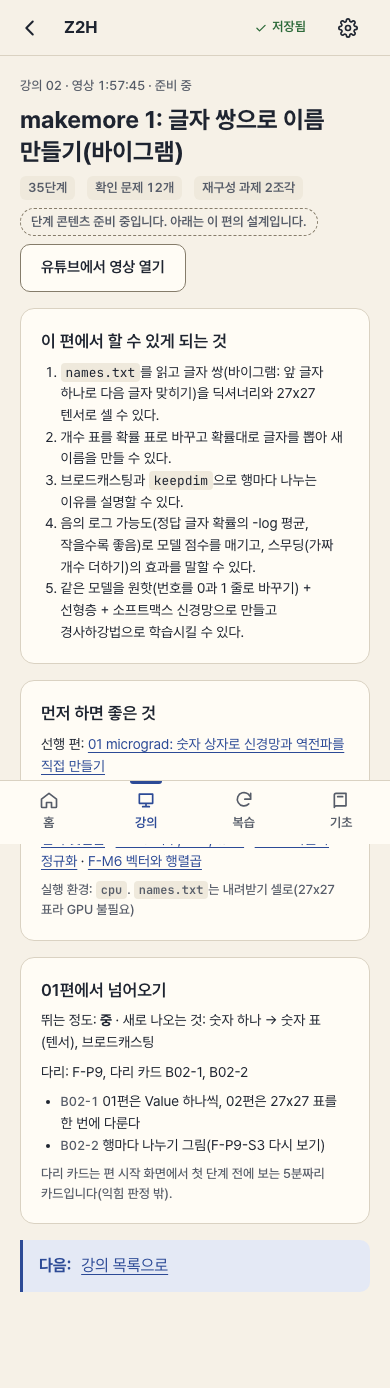 Z2H
저장됨
강의 02 · 영상 1:57:45 · 준비 중
makemore 1: 글자 쌍으로 이름
만들기(바이그램)
35단계 확인 문제 12개 재구성 과제 2조각
단계 콘텐츠 준비 중입니다. 아래는 이 편의 설계입니다.
유튜브에서 영상 열기
이 편에서 할 수 있게 되는 것
1. names.txt 를 읽고 글자 쌍(바이그램: 앞 글자
하나로 다음 글자 맞히기)을 딕셔너리와 27x27
텐서로 셀 수 있다.
2. 개수 표를 확률 표로 바꾸고 확률대로 글자를 뽑아 새
이름을 만들 수 있다.
3. 브로드캐스팅과 keepdim 으로 행마다 나누는
이유를 설명할 수 있다.
4. 음의 로그 가능도(정답 글자 확률의 -log 평균,
작을수록 좋음)로 모델 점수를 매기고, 스무딩(가짜
개수 더하기)의 효과를 말할 수 있다.
5. 같은 모델을 원핫(번호를 0과 1 줄로 바꾸기) +
선형층 + 소프트맥스 신경망으로 만들고
경사하강법으로 학습시킬 수 있다.
먼저 하면 좋은 것
선행 편: 01 micrograd: 숫자 상자로 신경망과 역전파를
직접 만들기
홈 강의 복습 기초
정규화 · F-M6 벡터와 행렬곱
실행 환경: cpu . names.txt 는 내려받기 셀로(27x27
표라 GPU 불필요)
01편에서 넘어오기
뛰는 정도: 중 · 새로 나오는 것: 숫자 하나 → 숫자 표
(텐서), 브로드캐스팅
다리: F-P9, 다리 카드 B02-1, B02-2
• B02-1 01편은 Value 하나씩, 02편은 27x27 표를
한 번에 다룬다
• B02-2 행마다 나누기 그림(F-P9-S3 다시 보기)
다리 카드는 편 시작 화면에서 첫 단계 전에 보는 5분짜리
카드입니다(익힘 판정 밖).
다음: 강의 목록으로